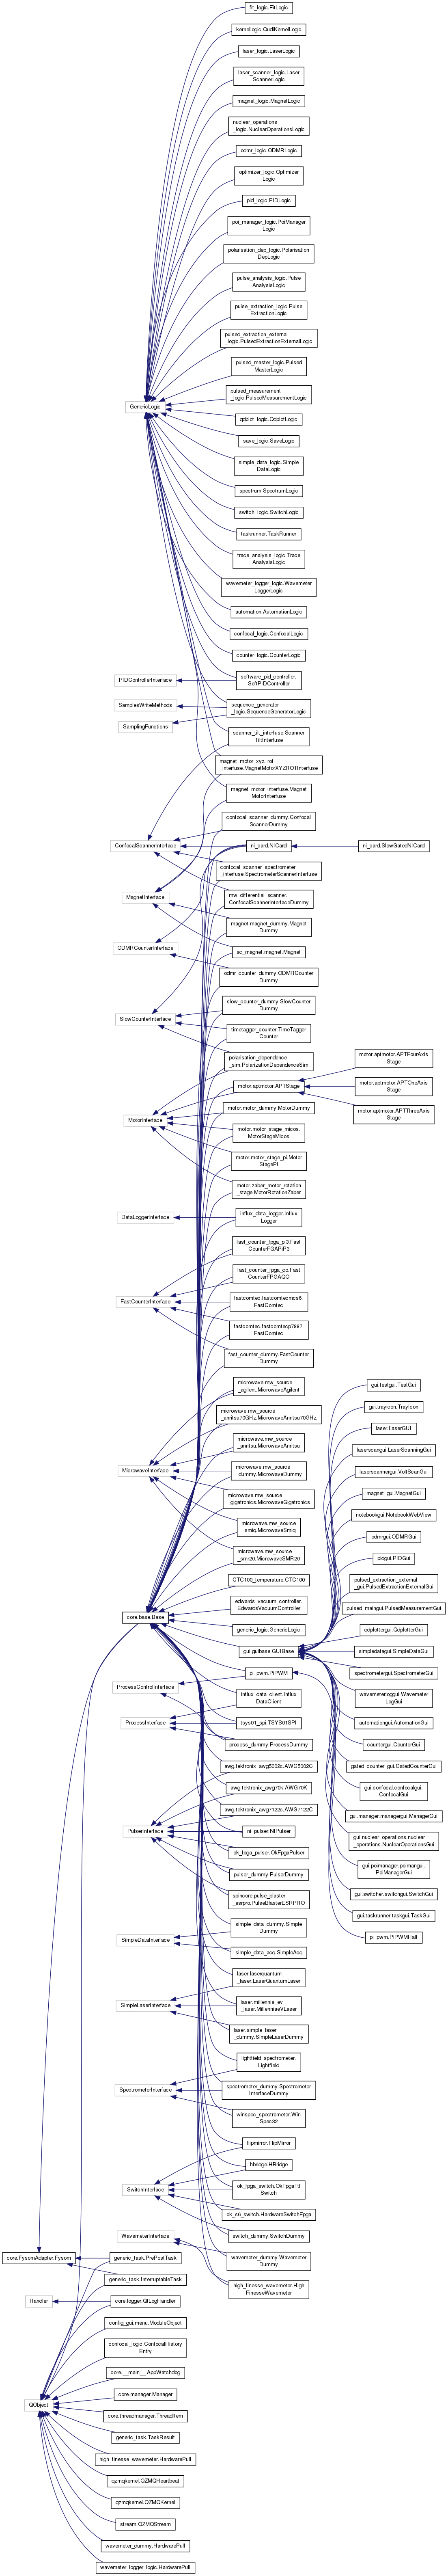 fit_logic.FitLogic
kernellogic.QudiKernelLogic
laser_logic.LaserLogic
laser_scanner_logic.Laser
ScannerLogic
magnet_logic.MagnetLogic
nuclear_operations
_logic.NuclearOperationsLogic
odmr_logic.ODMRLogic
optimizer_logic.Optimizer
Logic
pid_logic.PIDLogic
poi_manager_logic.PoiManager
Logic
polarisation_dep_logic.Polarisation
DepLogic
pulse_analysis_logic.Pulse
AnalysisLogic
pulse_extraction_logic.Pulse
ExtractionLogic
pulsed_extraction_external
_logic.PulsedExtractionExternalLogic
pulsed_master_logic.Pulsed
MasterLogic
pulsed_measurement
_logic.PulsedMeasurementLogic
GenericLogic
qdplot_logic.QdplotLogic
save_logic.SaveLogic
simple_data_logic.Simple
DataLogic
spectrum.SpectrumLogic
switch_logic.SwitchLogic
taskrunner.TaskRunner
trace_analysis_logic.Trace
AnalysisLogic
wavemeter_logger_logic.Wavemeter
LoggerLogic
automation.AutomationLogic
confocal_logic.ConfocalLogic
counter_logic.CounterLogic
PIDControllerInterface
software_pid_controller.
SoftPIDController
SamplesWriteMethods
sequence_generator
_logic.SequenceGeneratorLogic
SamplingFunctions
scanner_tilt_interfuse.Scanner
TiltInterfuse
magnet_motor_xyz_rot
_interfuse.MagnetMotorXYZROTInterfuse
magnet_motor_interfuse.Magnet
MotorInterfuse
confocal_scanner_dummy.Confocal
ScannerDummy
ConfocalScannerInterface
ni_card.NICard
ni_card.SlowGatedNICard
confocal_scanner_spectrometer
_interfuse.SpectrometerScannerInterfuse
MagnetInterface
mw_differential_scanner.
ConfocalScannerInterfaceDummy
magnet.magnet_dummy.Magnet
Dummy
ODMRCounterInterface
sc_magnet.magnet.Magnet
odmr_counter_dummy.ODMRCounter
Dummy
slow_counter_dummy.SlowCounter
Dummy
SlowCounterInterface
timetagger_counter.TimeTagger
Counter
polarisation_dependence
_sim.PolarizationDependenceSim
motor.aptmotor.APTFourAxis
Stage
motor.aptmotor.APTStage
motor.aptmotor.APTOneAxis
Stage
motor.motor_dummy.MotorDummy
motor.aptmotor.APTThreeAxis
Stage
MotorInterface
motor.motor_stage_micos.
MotorStageMicos
motor.motor_stage_pi.Motor
StagePI
motor.zaber_motor_rotation
_stage.MotorRotationZaber
DataLoggerInterface
influx_data_logger.Influx
Logger
fast_counter_fpga_pi3.Fast
CounterFGAPiP3
fast_counter_fpga_qo.Fast
CounterFPGAQO
FastCounterInterface
fastcomtec.fastcomtecmcs6.
FastComtec
fastcomtec.fastcomtecp7887.
FastComtec
fast_counter_dummy.FastCounter
Dummy
microwave.mw_source
_agilent.MicrowaveAgilent
microwave.mw_source
_anritsu70GHz.MicrowaveAnritsu70GHz
microwave.mw_source
_anritsu.MicrowaveAnritsu
MicrowaveInterface
microwave.mw_source
_dummy.MicrowaveDummy
microwave.mw_source
_gigatronics.MicrowaveGigatronics
microwave.mw_source
_smiq.MicrowaveSmiq
microwave.mw_source
_smr20.MicrowaveSMR20
CTC100_temperature.CTC100
edwards_vacuum_controller.
EdwardsVacuumController
core.base.Base
generic_logic.GenericLogic
gui.guibase.GUIBase
gui.testgui.TestGui
gui.trayicon.TrayIcon
laser.LaserGUI
laserscangui.LaserScanningGui
laserscannergui.VoltScanGui
magnet_gui.MagnetGui
notebookgui.NotebookWebView
odmrgui.ODMRGui
pidgui.PIDGui
pulsed_extraction_external
_gui.PulsedExtractionExternalGui
pulsed_maingui.PulsedMeasurementGui
qdplottergui.QdplotterGui
simpledatagui.SimpleDataGui
spectrometergui.SpectrometerGui
wavemeterloggui.Wavemeter
LogGui
automationgui.AutomationGui
countergui.CounterGui
gated_counter_gui.GatedCounterGui
gui.confocal.confocalgui.
ConfocalGui
gui.manager.managergui.ManagerGui
gui.nuclear_operations.nuclear
_operations.NuclearOperationsGui
gui.poimanager.poimangui.
PoiManagerGui
gui.switcher.switchgui.SwitchGui
gui.taskrunner.taskgui.TaskGui
pi_pwm.PiPWMHalf
pi_pwm.PiPWM
ProcessControlInterface
influx_data_client.Influx
DataClient
ProcessInterface
tsys01_spi.TSYS01SPI
process_dummy.ProcessDummy
awg.tektronix_awg5002c.AWG5002C
awg.tektronix_awg70k.AWG70K
awg.tektronix_awg7122c.AWG7122C
PulserInterface
ni_pulser.NIPulser
ok_fpga_pulser.OkFpgaPulser
pulser_dummy.PulserDummy
spincore.pulse_blaster
_esrpro.PulseBlasterESRPRO
simple_data_dummy.Simple
Dummy
SimpleDataInterface
simple_data_acq.SimpleAcq
laser.laserquantum
_laser.LaserQuantumLaser
SimpleLaserInterface
laser.millennia_ev
_laser.MillenniaeVLaser
laser.simple_laser
_dummy.SimpleLaserDummy
lightfield_spectrometer.
Lightfield
SpectrometerInterface
spectrometer_dummy.Spectrometer
InterfaceDummy
winspec_spectrometer.Win
Spec32
flipmirror.FlipMirror
hbridge.HBridge
SwitchInterface
ok_fpga_switch.OkFpgaTtl
Switch
ok_s6_switch.HardwareSwitchFpga
WavemeterInterface
switch_dummy.SwitchDummy
wavemeter_dummy.Wavemeter
Dummy
core.FysomAdapter.Fysom
generic_task.PrePostTask
generic_task.InterruptableTask
high_finesse_wavemeter.High
FinesseWavemeter
Handler
core.logger.QtLogHandler
config_gui.menu.ModuleObject
confocal_logic.ConfocalHistory
Entry
core.__main__.AppWatchdog
core.manager.Manager
QObject
core.threadmanager.ThreadItem
generic_task.TaskResult
high_finesse_wavemeter.HardwarePull
qzmqkernel.QZMQHeartbeat
qzmqkernel.QZMQKernel
stream.QZMQStream
wavemeter_dummy.HardwarePull
wavemeter_logger_logic.HardwarePull